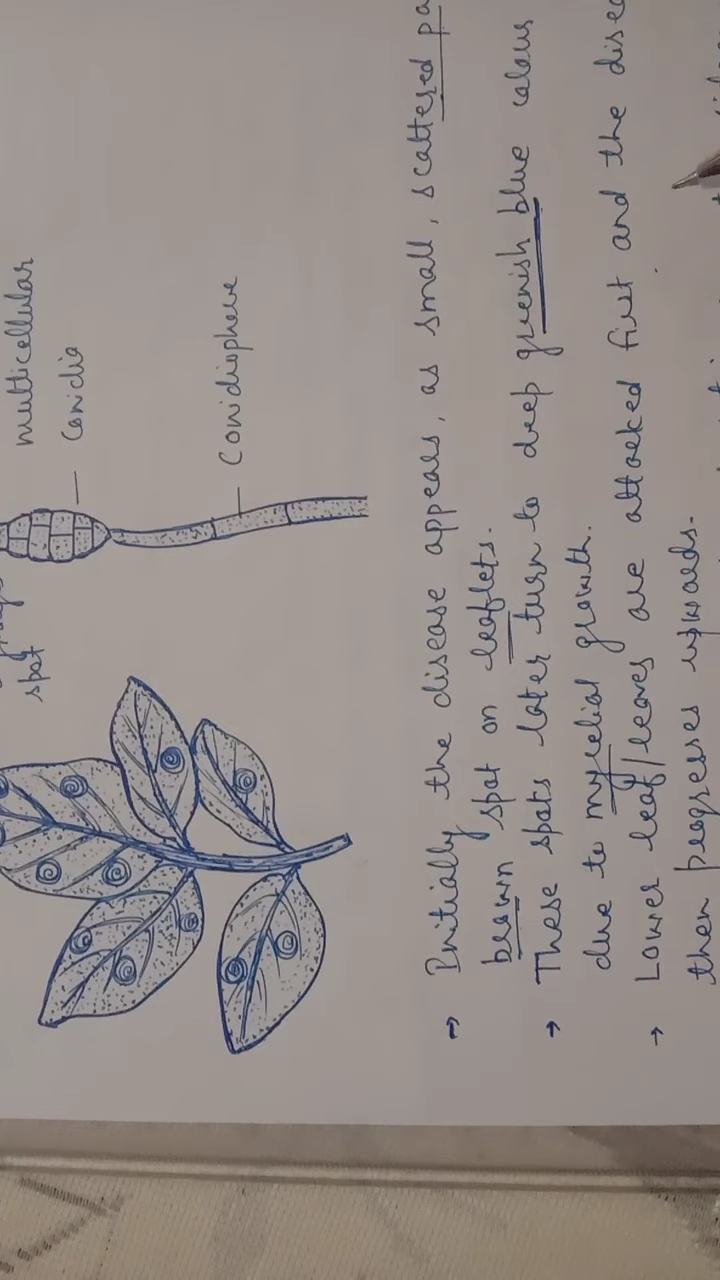 multicellular
Conidia
Conidiophore
spot
→ Initially the disease appears, as small, scattered
brown spot on leaflets.
→ These spots later turn to deep greenish blue colour
due to mycelial growth.
→ Lower leaf/leaves are attacked first and the
then progresses upwards.